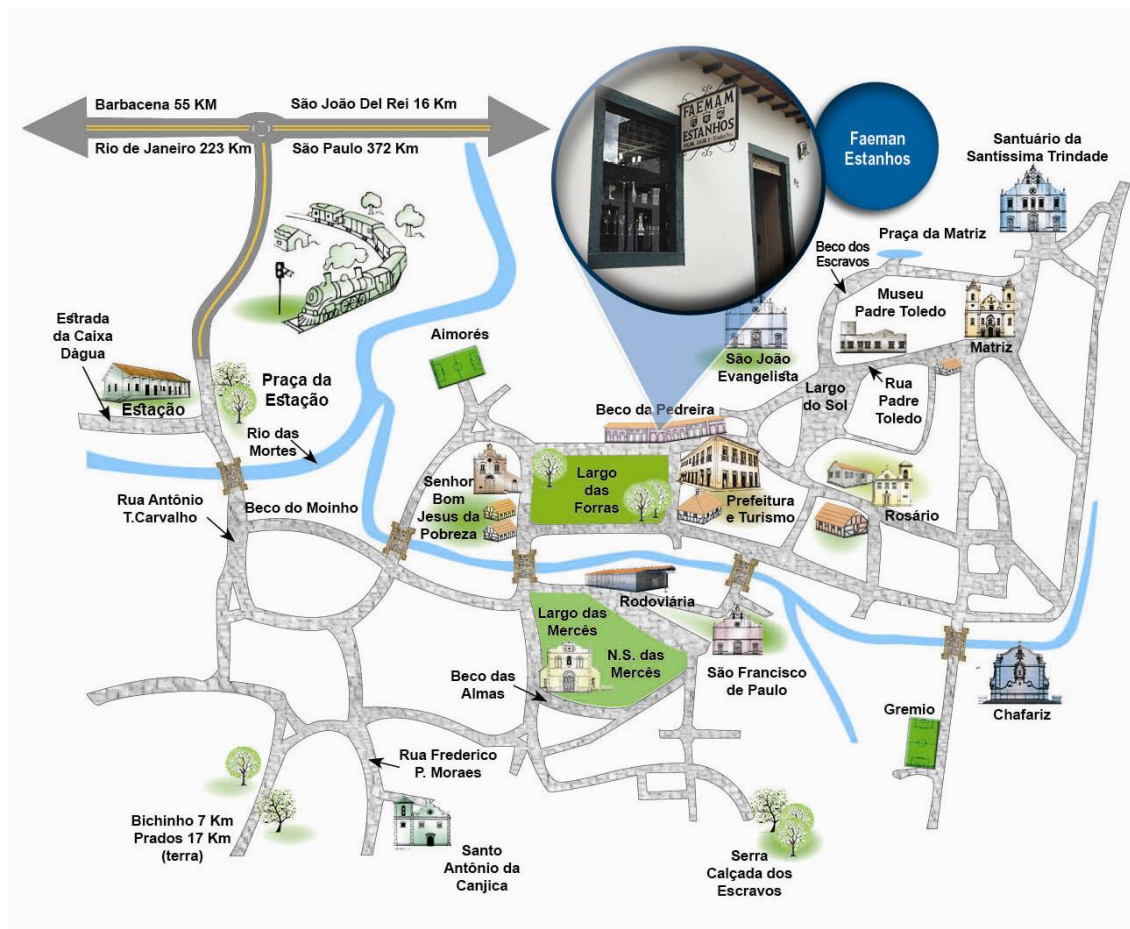 Barbacena 55 KM
São João Del Rei 16 Km
Rio de Janeiro 223 Km
São Paulo 372 Km
FAEMAM
ESTANHOS
Faeman
Estanhos
Santuário da
Santíssima Trindade
Praça da Matriz
Beco dos
Escravos
Museu
Padre Toledo
Matriz
São João
Evangelista
Largo
do Sol
Rua
Padre
Toledo
Estrada
da Caixa
Dàgua
Estação
Praça da
Estação
Aimorés
Rio das
Mortes
Beco da Pedreira
Senhor
Bom
Jesus da
Pobreza
Largo
das
Forras
Prefeitura
e Turismo
Rosário
Rua Antônio
T.Carvalho
Beco do Moinho
Rodoviária
Largo das
Mercês
N.S. das
Mercês
São Francisco
de Paulo
Beco das
Almas
Gremio
Chafariz
Rua Frederico
P. Moraes
Bichinho 7 Km
Prados 17 Km
(terra)
Santo
Antônio da
Canjica
Serra
Calçada dos
Escravos